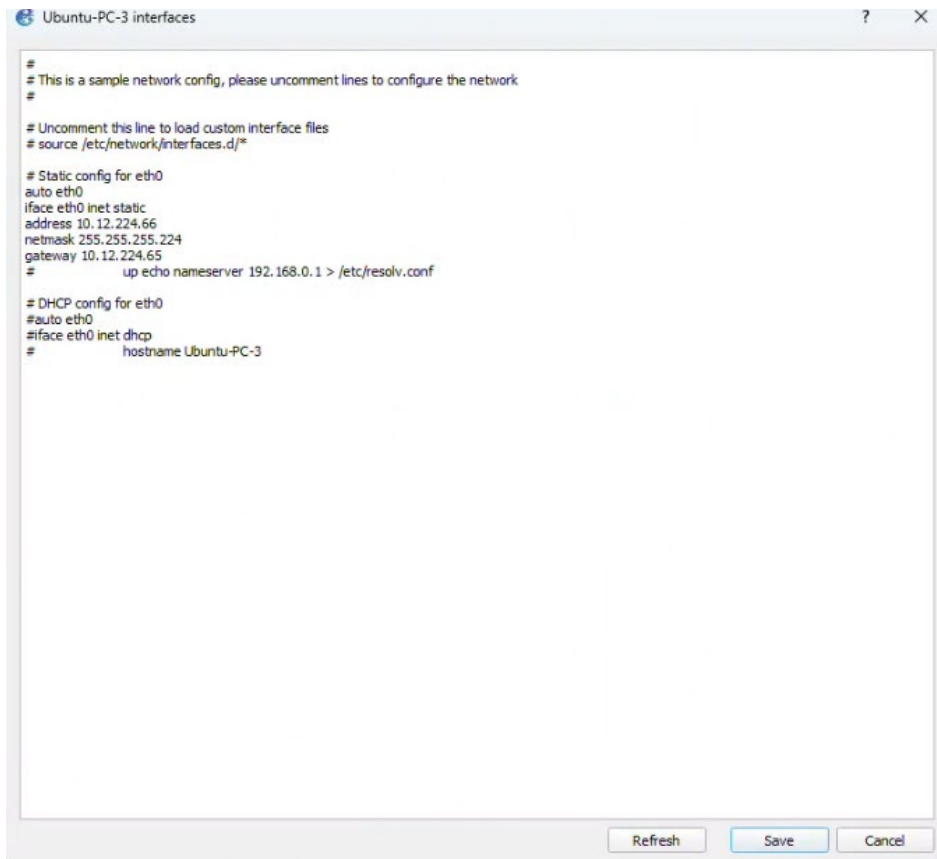 Ubuntu-PC-3 interfaces ? X
#
# This is a sample network config, please uncomment lines to configure the network
#
# Uncomment this line to load custom interface files
# source /etc/network/interfaces.d/*
# Static config for eth0
auto eth0
iface eth0 inet static
address 10.12.224.66
netmask 255.255.255.224
gateway 10.12.224.65
# up echo nameserver 192.168.0.1 > /etc/resolv.conf
# DHCP config for eth0
#auto eth0
#iface eth0 inet dhcp
# hostname Ubuntu-PC-3
Refresh Save Cancel